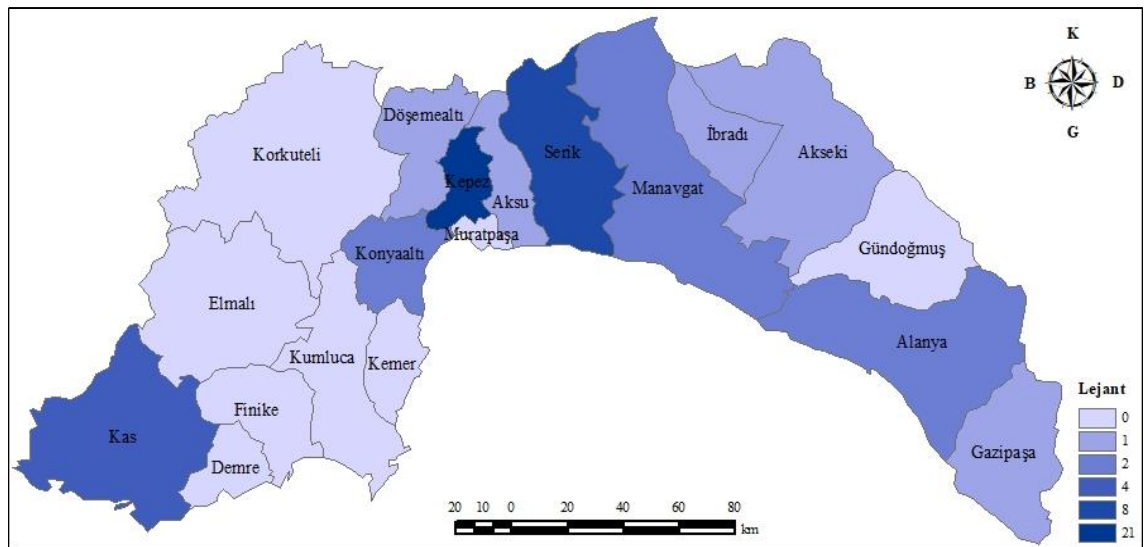 K
B
D
G
Döşemealtı
Korkuteli
Kepez
Aksu
Serik
Manavgat
İbradı
Akseki
Muratpaşa
Konyaaltı
Gündoğmuş
Elmalı
Kumluca
Kemer
Alanya
Finike
Kas
Demre
Gazipaşa
Lejant
0
1
2
4
8
21
20 10 0 20 40 60 80
km